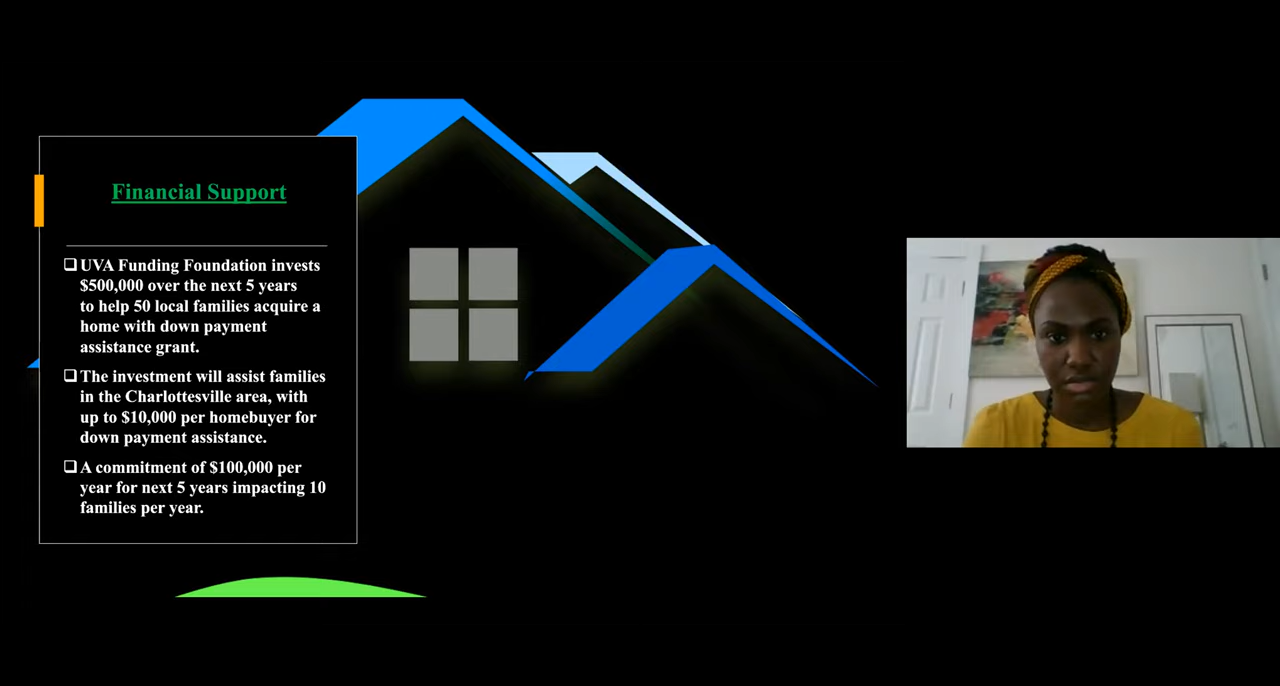 Financial Support
❑ UVA Funding Foundation invests
$500,000 over the next 5 years
to help 50 local families acquire a
home with down payment
assistance grant.
❑ The investment will assist families
in the Charlottesville area, with
up to $10,000 per homebuyer for
down payment assistance.
❑ A commitment of $100,000 per
year for next 5 years impacting 10
families per year.